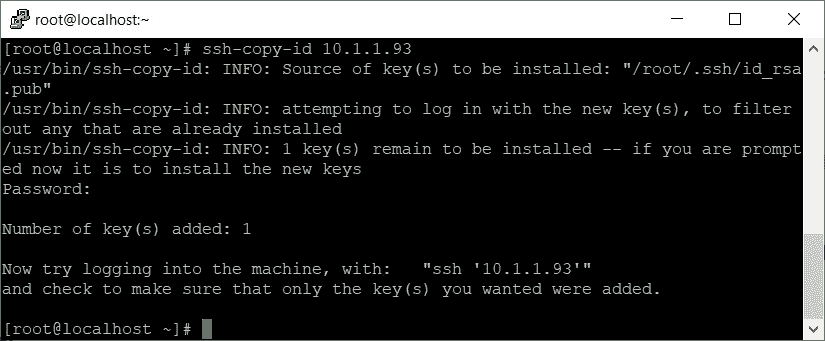 root@localhost:~
[root@localhost ~]# ssh-copy-id 10.1.1.93
/usr/bin/ssh-copy-id: INFO: Source of key(s) to be installed: "/root/.ssh/id_rsa
.pub"
/usr/bin/ssh-copy-id: INFO: attempting to log in with the new key(s), to filter
out any that are already installed
/usr/bin/ssh-copy-id: INFO: 1 key(s) remain to be installed -- if you are prompt
ed now it is to install the new keys
Password:
Number of key(s) added: 1
Now try logging into the machine, with:   "ssh '10.1.1.93'"
and check to make sure that only the key(s) you wanted were added.
[root@localhost ~]#